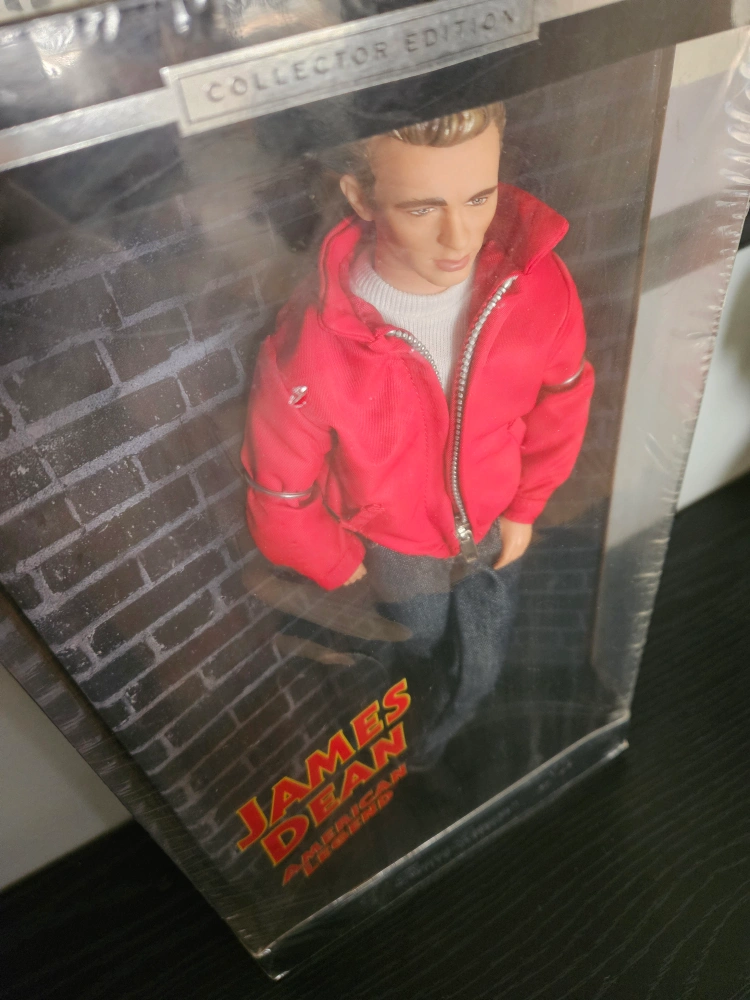 COLLECTOR EDITION
JAMES
DEAN
AMERICAN
LEGEND